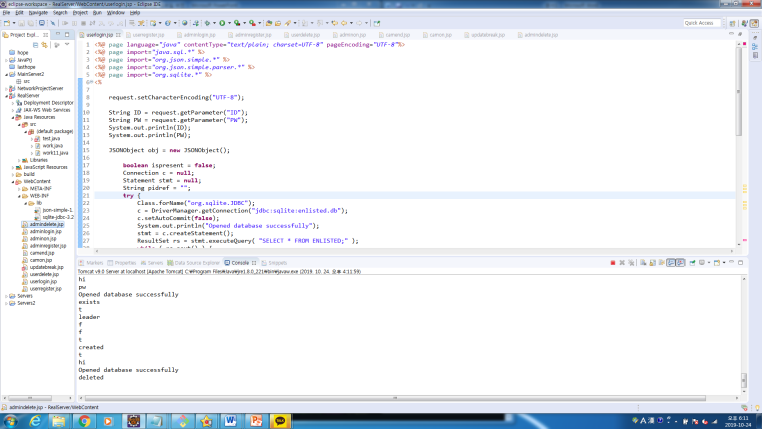 eclipse-workspace - RealServer/WebContent/userlogin.jsp - Eclipse IDE
File Edit Navigate Search Project Run Window Help
Quick Access
Project Expl...
hope
JavaPrj
lasthope
MainServer2
src
NetworkProjectServer
RealServer
Deployment Descriptor
JAX-WS Web Services
Java Resources
src
(default package)
test.java
work.java
work11.java
Libraries
JavaScript Resources
build
WebContent
META-INF
WEB-INF
lib
json-simple-1.
sqlite-jdbc-3.2
admindelete.jsp
adminlogin.jsp
adminon.jsp
adminregister.jsp
camend.jsp
camon.jsp
updatebreak.jsp
userdelete.jsp
userlogin.jsp
userregister.jsp
Servers
Servers2
userlogin.jsp userregister.jsp adminlogin.jsp adminregister.jsp userdelete.jsp adminon.jsp camend.jsp camon.jsp updatebreak.jsp admindelete.jsp
1 <%@ page language="java" contentType="text/plain; charset=UTF-8" pageEncoding="UTF-8"%>
2 <%@ page import="java.sql.*" %>
3 <%@ page import="org.json.simple.*" %>
4 <%@ page import="org.json.simple.parser.*" %>
5 <%@ page import="org.sqlite.*" %>
6 <%
7
8 request.setCharacterEncoding("UTF-8");
9
10 String ID = request.getParameter("ID");
11 String PW = request.getParameter("PW");
12 System.out.println(ID);
13 System.out.println(PW);
14
15 JSONObject obj = new JSONObject();
16
17 boolean ispresent = false;
18 Connection c = null;
19 Statement stmt = null;
20 String pidref = "";
21 try {
22 Class.forName("org.sqlite.JDBC");
23 c = DriverManager.getConnection("jdbc:sqlite:enlisted.db");
24 c.setAutoCommit(false);
25 System.out.println("Opened database successfully");
26 stmt = c.createStatement();
27 ResultSet rs = stmt.executeQuery( "SELECT * FROM ENLISTED;" );
Markers Properties Servers Data Source Explorer Console Snippets
Tomcat v9.0 Server at localhost [Apache Tomcat] C:\Program Files\Java\jre1.8.0_221\bin\javaw.exe (2019. 10. 24. 오후 4:11:59)
hi
pw
Opened database successfully
exists
t
leader
f
f
t
created
t
hi
Opened database successfully
deleted
admindelete.jsp - RealServer/WebContent
A 漢
오후 6:11
2019-10-24